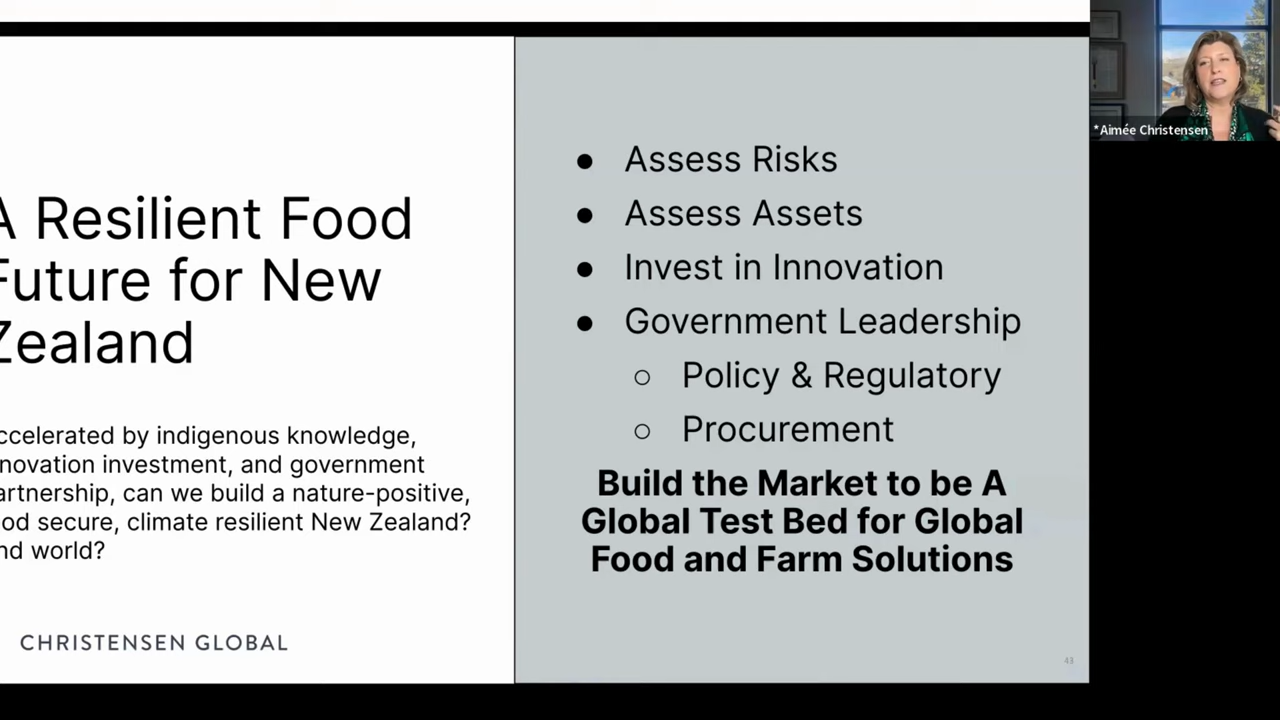 A Resilient Food
Future for New
Zealand
ccelerated by indigenous knowledge,
nnovation investment, and government
artnership, can we build a nature-positive,
od secure, climate resilient New Zealand?
nd world?
CHRISTENSEN GLOBAL
● Assess Risks
● Assess Assets
● Invest in Innovation
● Government Leadership
○ Policy & Regulatory
○ Procurement
Build the Market to be A
Global Test Bed for Global
Food and Farm Solutions
43
*Aimée Christensen